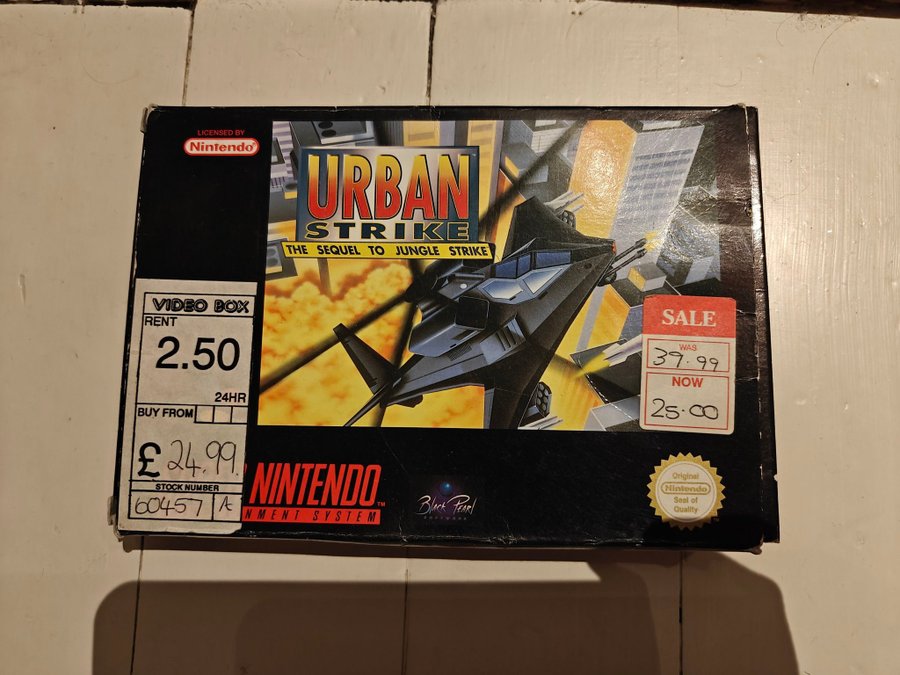 LICENSED BY
Nintendo
URBAN
STRIKE
THE SEQUEL TO JUNGLE STRIKE
VIDEO BOX
RENT
2.50
24HR
BUY FROM
£ 24.99
STOCK NUMBER
60457 A
SALE
WAS
39.99
NOW
25.00
NINTENDO
NMENT SYSTEM
TM
Black Pearl
SOFTWARE
Original
Nintendo
Seal of
Quality